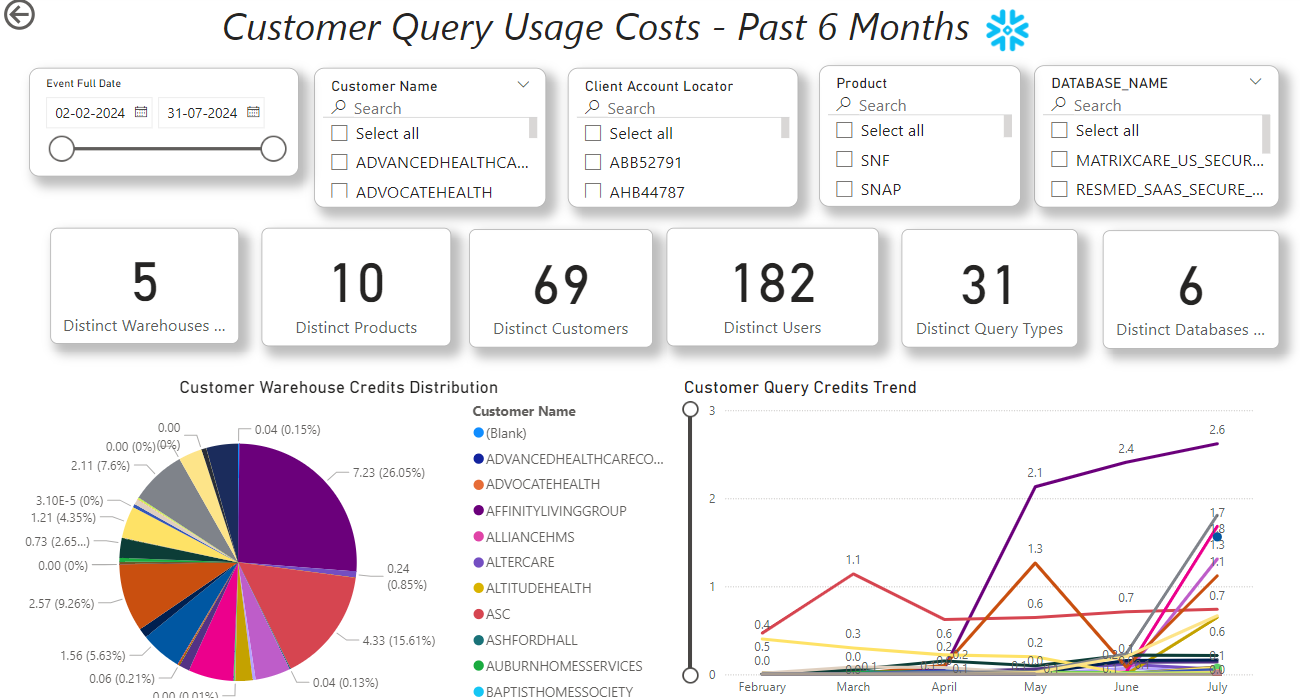 Customer Query Usage Costs - Past 6 Months
Event Full Date
02-02-2024
31-07-2024
Customer Name
Search
Select all
ADVANCEDHEALTHCA...
ADVOCATEHEALTH
Client Account Locator
Search
Select all
ABB52791
AHB44787
Product
Search
Select all
SNF
SNAP
DATABASE_NAME
Search
Select all
MATRIXCARE_US_SECUR...
RESMED_SAAS_SECURE_...
5
Distinct Warehouses ...
10
Distinct Products
69
Distinct Customers
182
Distinct Users
31
Distinct Query Types
6
Distinct Databases ...
Customer Warehouse Credits Distribution
0.04 (0.15%)
7.23 (26.05%)
0.24
(0.85%)
4.33 (15.61%)
0.04 (0.13%)
0.00 (0.01%)
0.06 (0.21%)
1.56 (5.63%)
2.57 (9.26%)
0.00 (0%)
0.73 (2.65...)
1.21 (4.35%)
3.10E-5 (0%)
2.11 (7.6%)
0.00 (0%)
0.00
(0%)
Customer Name
(Blank)
ADVANCEDHEALTHCARECO...
ADVOCATEHEALTH
AFFINITYLIVINGGROUP
ALLIANCEHMS
ALTERCARE
ALTITUDEHEALTH
ASC
ASHFORDHALL
AUBURNHOMESSERVICES
BAPTISTHOMESSOCIETY
Customer Query Credits Trend
3
2
1
0
0.4
0.5
0.0
1.1
0.3
0.0
0.1
0.6
0.2
0.2
0.1
2.1
1.3
0.6
0.2
0.0
0.1
2.4
0.7
0.1
2.6
1.7
1.3
1.1
0.7
0.6
0.1
0.0
February
March
April
May
June
July